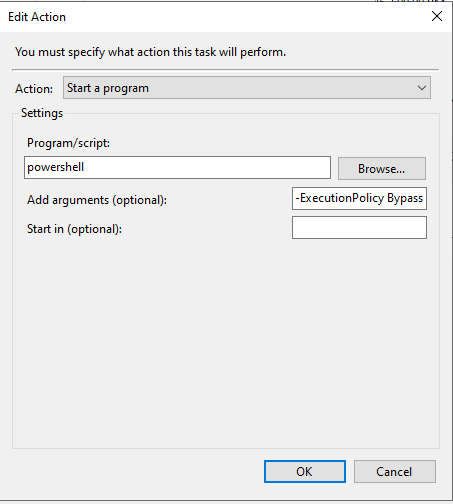 Edit Action
You must specify what action this task will perform.
Action: Start a program
Settings
Program/script:
powershell
Browse...
Add arguments (optional): -ExecutionPolicy Bypass
Start in (optional):
OK Cancel